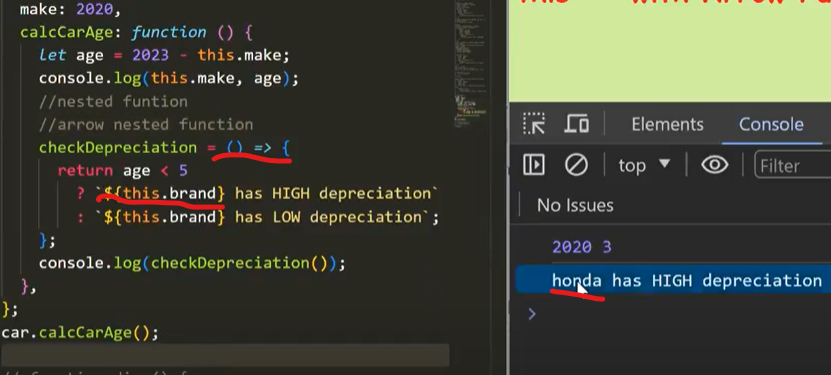 make: 2020,
calcCarAge: function () {
let age = 2023 - this.make;
console.log(this.make, age);
//nested funtion
//arrow nested function
checkDepreciation = () => {
return age < 5
? `${this.brand} has HIGH depreciation`
: `${this.brand} has LOW depreciation`;
};
console.log(checkDepreciation());
},
};
car.calcCarAge();
with Arrow
Elements Console
top Filter
No Issues
2020 3
honda has HIGH depreciation
>